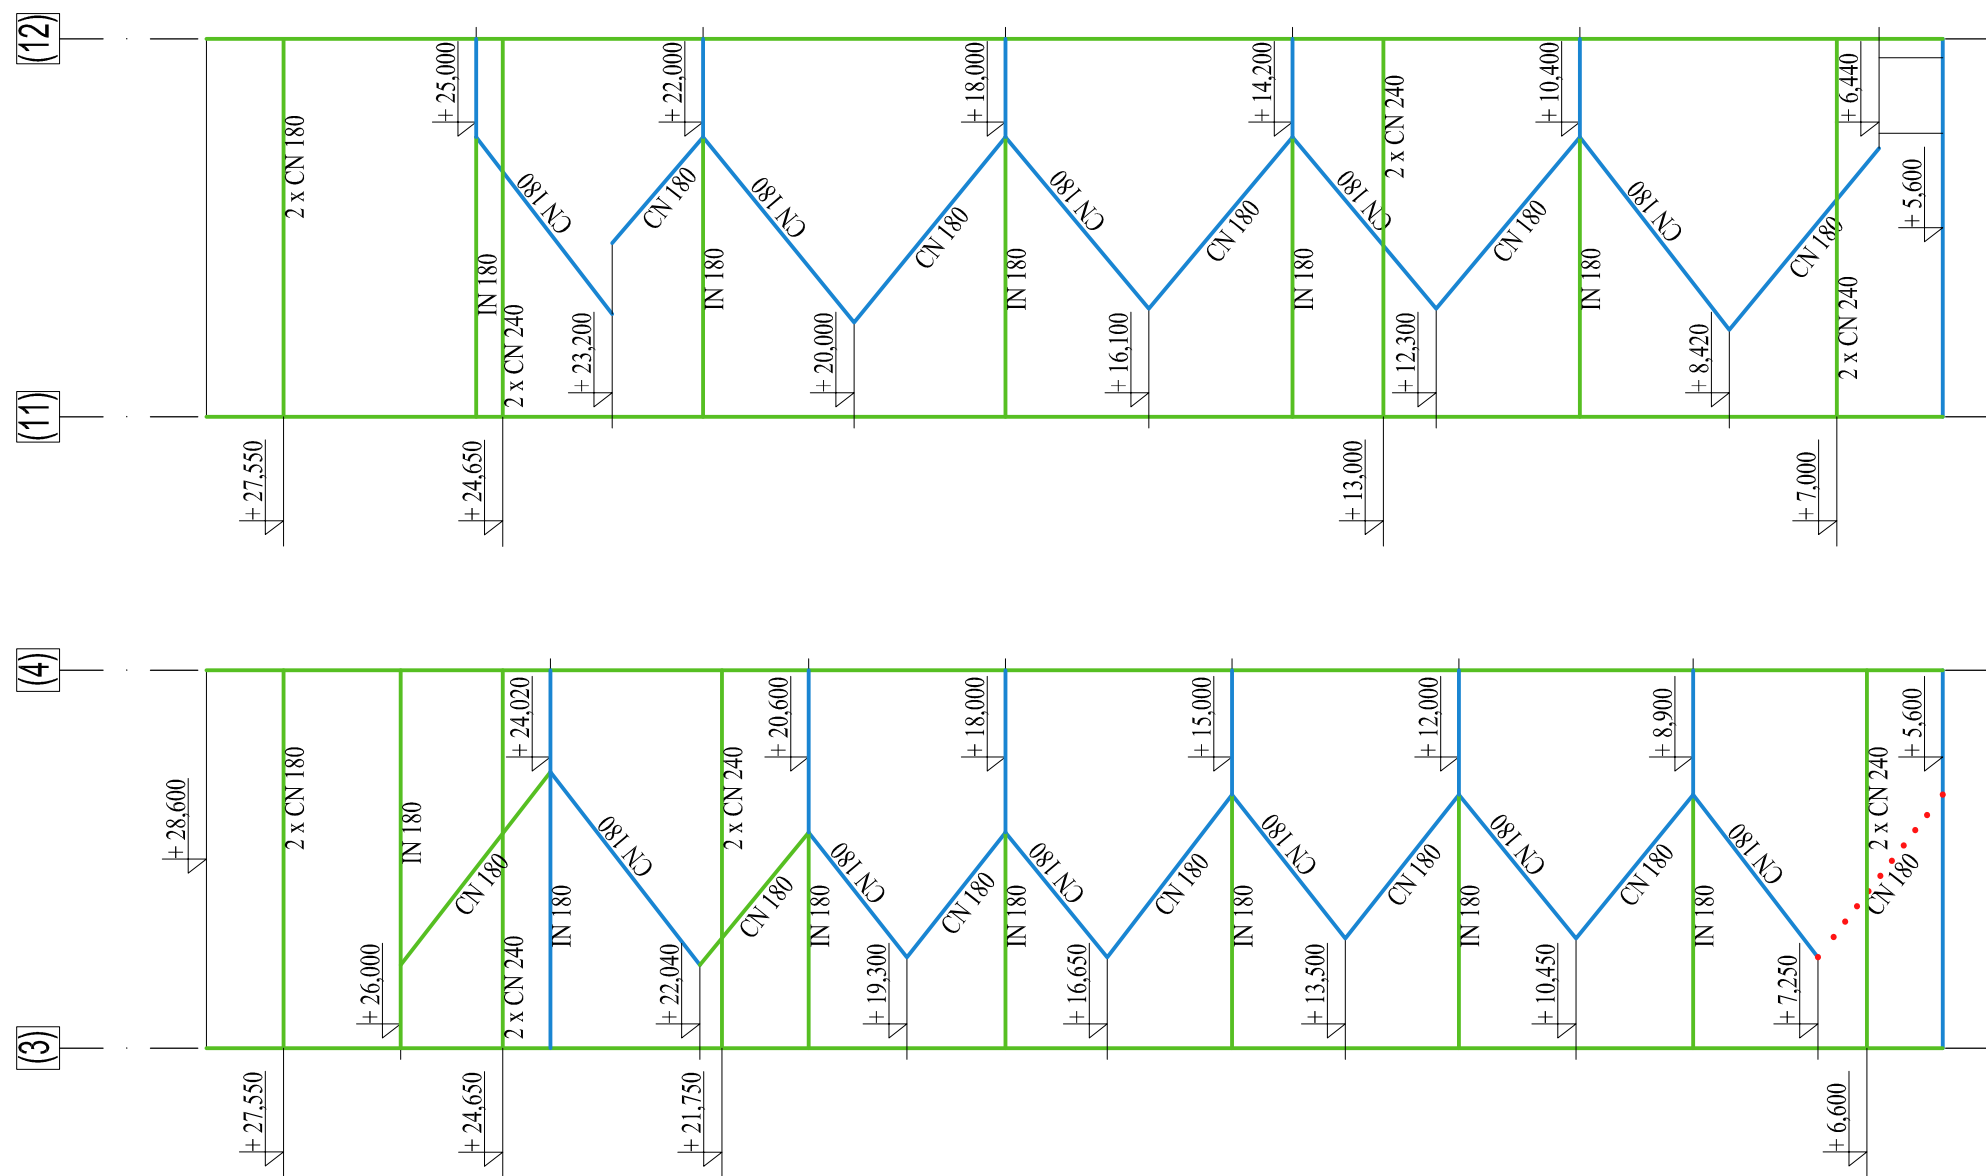 (12)
+ 25,000
+ 22,000
+ 18,000
+ 14,200
+ 10,400
+ 6,440
+ 5,600
2 x CN 180
CN 180
CN 180
CN 180
CN 180
CN 180
CN 180
CN 180
2 x CN 240
CN 180
CN 180
CN 180
IN 180
2 x CN 240
IN 180
IN 180
IN 180
IN 180
2 x CN 240
+ 23,200
+ 20,000
+ 16,100
+ 12,300
+ 8,420
(11)
+ 27,550
+ 24,650
+ 13,000
+ 7,000
(4)
+ 24,020
+ 20,600
+ 18,000
+ 15,000
+ 12,000
+ 8,900
+ 5,600
+ 28,600
2 x CN 180
IN 180
CN 180
CN 180
2 x CN 240
CN 180
CN 180
CN 180
CN 180
CN 180
CN 180
CN 180
CN 180
CN 180
CN 180
2 x CN 240
CN 180
2 x CN 240
IN 180
IN 180
IN 180
IN 180
IN 180
IN 180
+ 26,000
+ 22,040
+ 19,300
+ 16,650
+ 13,500
+ 10,450
+ 7,250
(3)
+ 27,550
+ 24,650
+ 21,750
+ 6,600